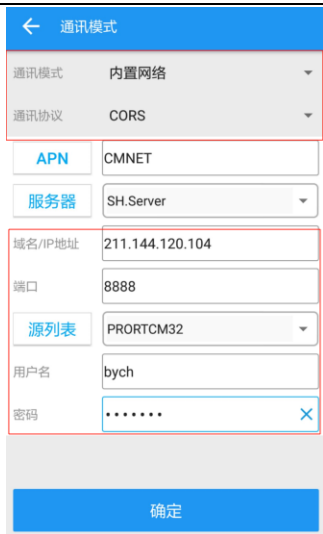 通讯模式
通讯模式 内置网络
通讯协议 CORS
APN CMNET
服务器 SH.Server
域名/IP地址 211.144.120.104
端口 8888
源列表 PRORTCM32
用户名 bych
密码 •••••••
确定